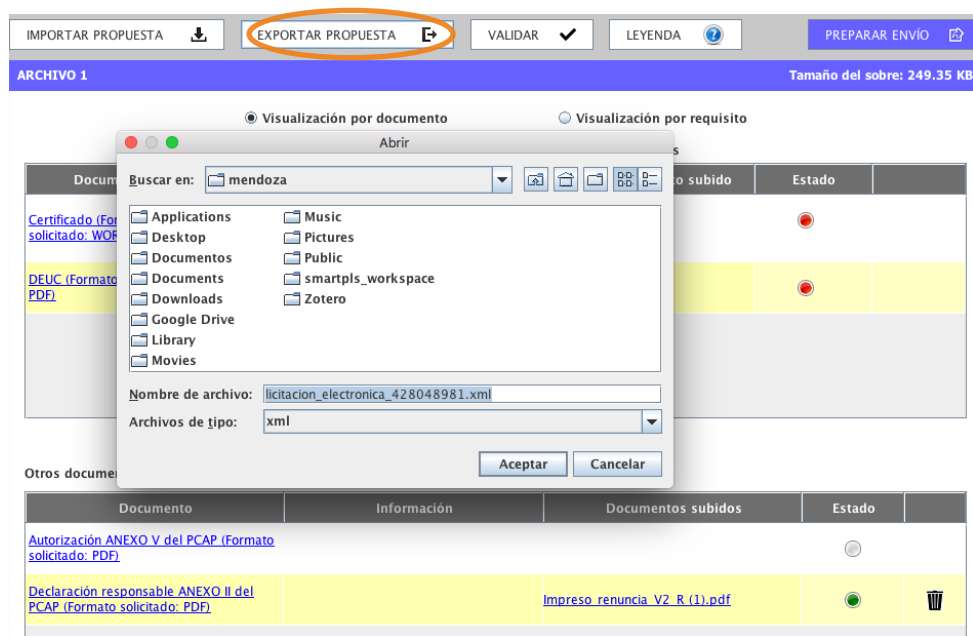 IMPORTAR PROPUESTA
EXPORTAR PROPUESTA
VALIDAR
LEYENDA
?
PREPARAR ENVÍO
ARCHIVO 1
Tamaño del sobre: 249.35 KB
Visualización por documento
Visualización por requisito
s
Docum
to subido
Estado
Certificado (For
solicitado: WOR
DEUC (Formato
PDF)
Abrir
Buscar en:
mendoza
Applications
Desktop
Documentos
Documents
Downloads
Google Drive
Library
Movies
Music
Pictures
Public
smartpls_workspace
Zotero
Nombre de archivo:
licitacion_electronica_428048981.xml
Archivos de tipo:
xml
Aceptar
Cancelar
Otros docume
Documento
Información
Documentos subidos
Estado
Autorización ANEXO V del PCAP (Formato
solicitado: PDF)
Declaración responsable ANEXO II del
PCAP (Formato solicitado: PDF)
Impreso_renuncia_V2_R (1).pdf